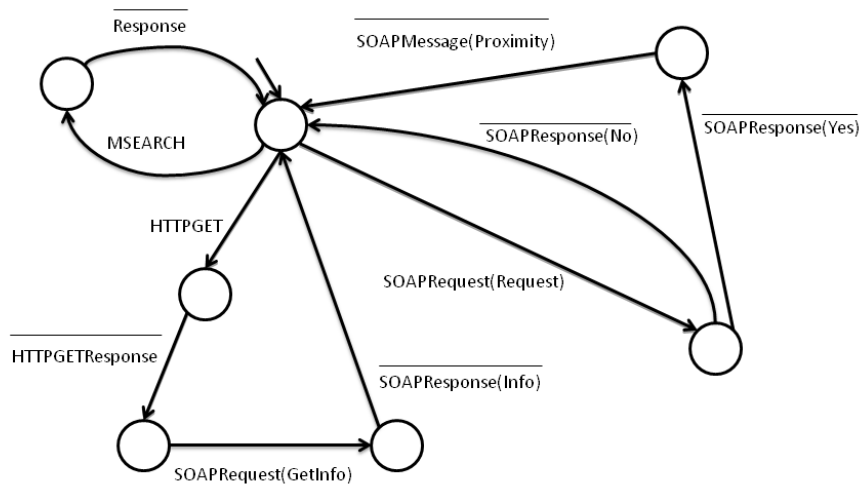 Response
SOAPMessage(Proximity)
MSEARCH
SOAPResponse(No)
SOAPResponse(Yes)
HTTPGET
SOAPRequest(Request)
HTTPGETResponse
SOAPResponse(Info)
SOAPRequest(GetInfo)